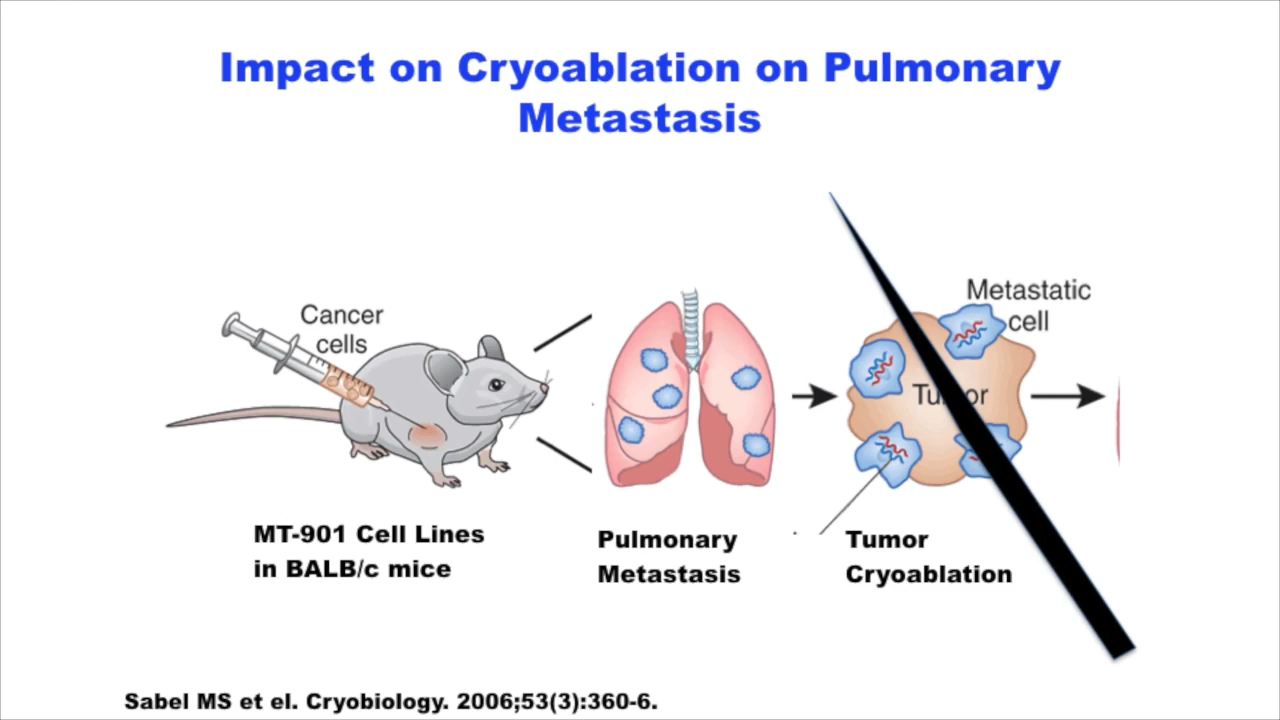 Impact on Cryoablation on Pulmonary
Metastasis
Cancer
cells
Metastatic
cell
MT-901 Cell Lines
in BALB/c mice
Pulmonary
Metastasis
Tumor
Cryoablation
Sabel MS et el. Cryobiology. 2006;53(3):360-6.